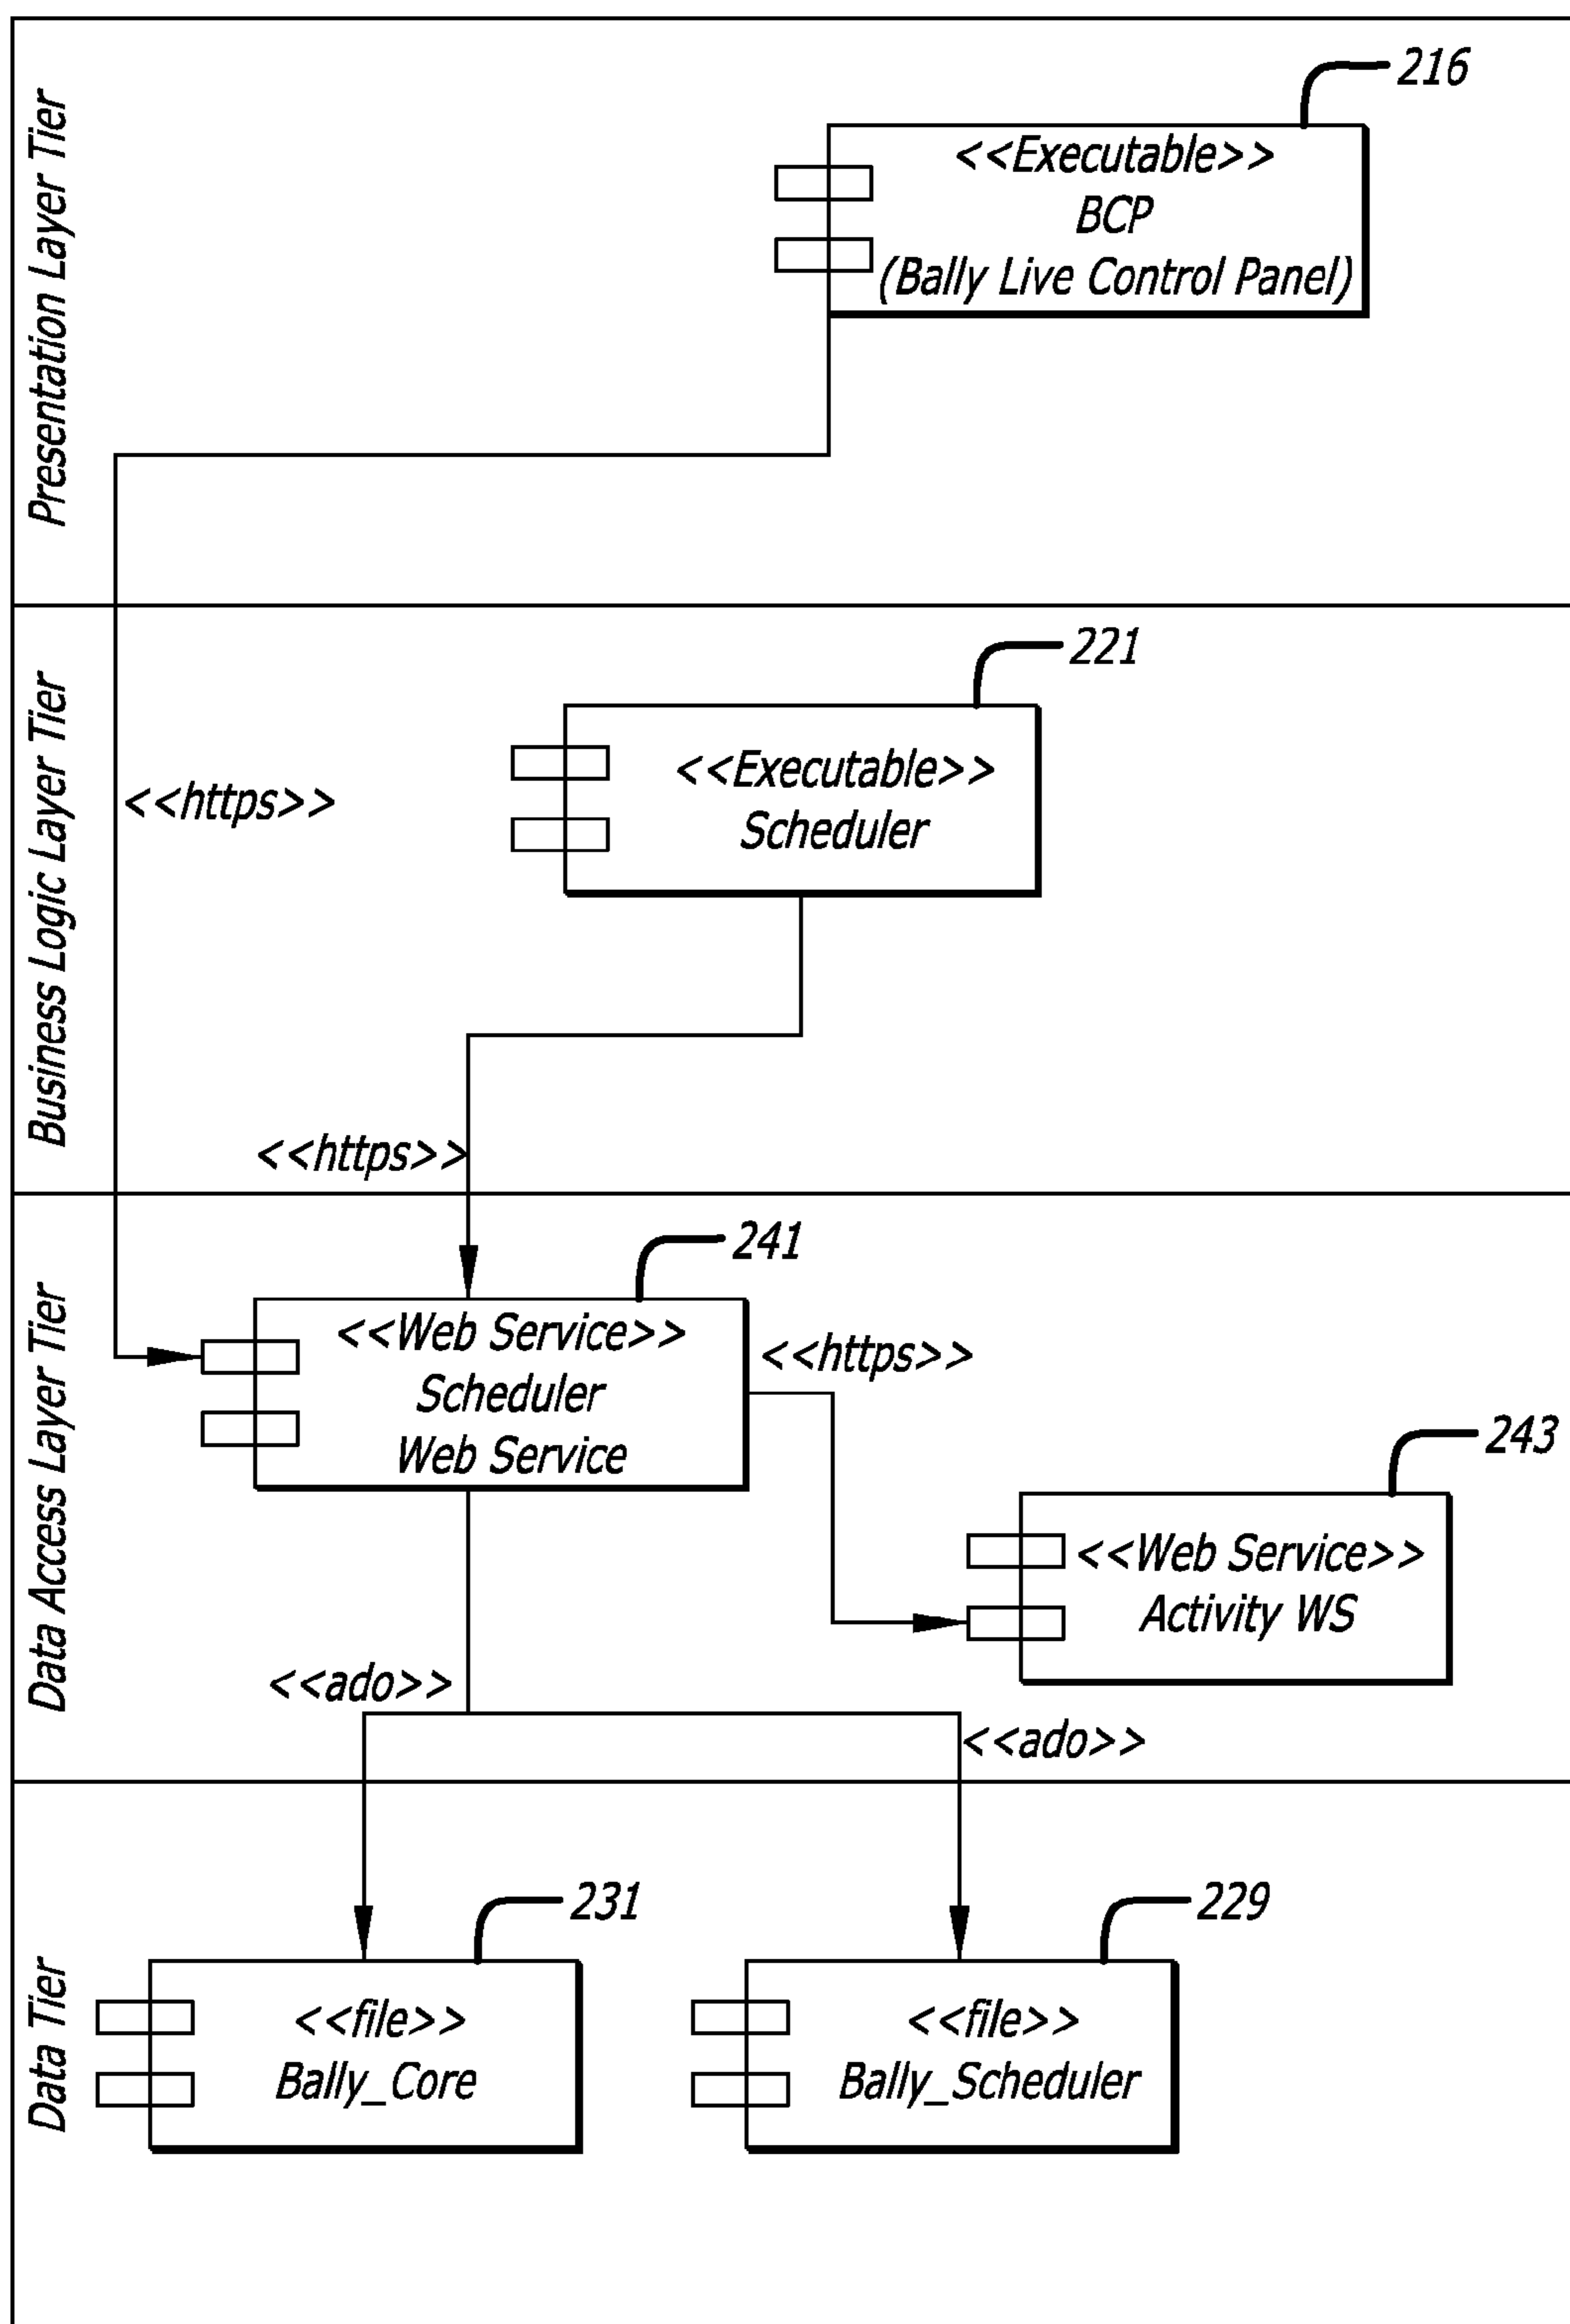 Presentation Layer Tier
216
<<Executable>>
BCP
(Bally Live Control Panel)
Business Logic Layer Tier
221
<<Executable>>
Scheduler
<<https>>
<<https>>
Data Access Layer Tier
241
<<Web Service>>
Scheduler
Web Service
<<https>>
243
<<Web Service>>
Activity WS
<<ado>>
<<ado>>
Data Tier
231
<<file>>
Bally_Core
229
<<file>>
Bally_Scheduler